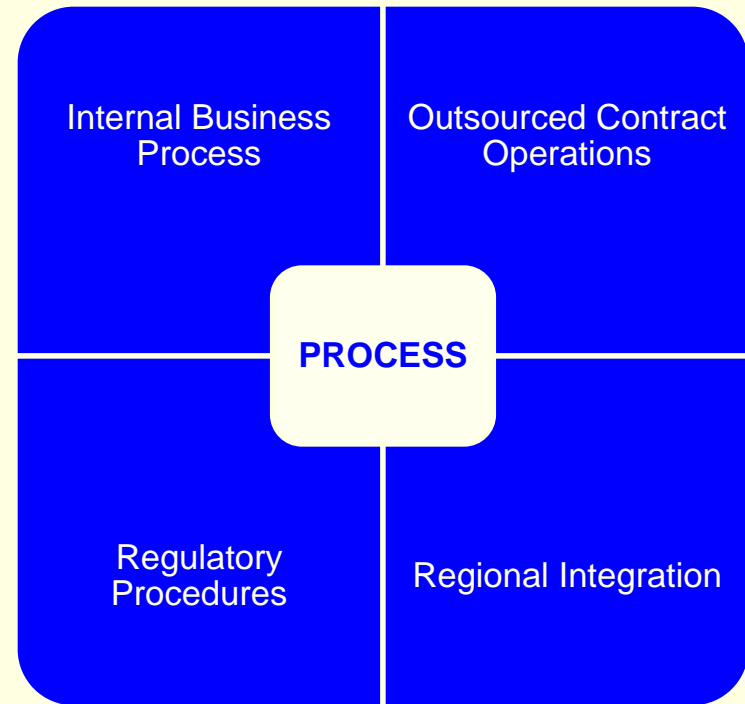 Internal Business
Process
Outsourced Contract
Operations
PROCESS
Regulatory
Procedures
Regional Integration